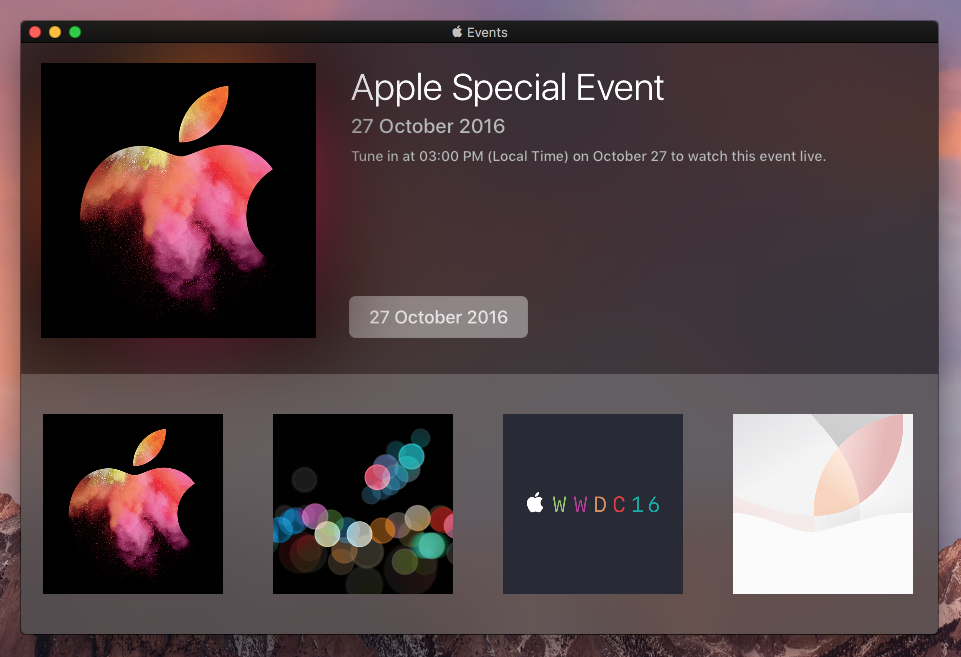 Events
Apple Special Event
27 October 2016
Tune in at 03:00 PM (Local Time) on October 27 to watch this event live.
27 October 2016
WWDC16